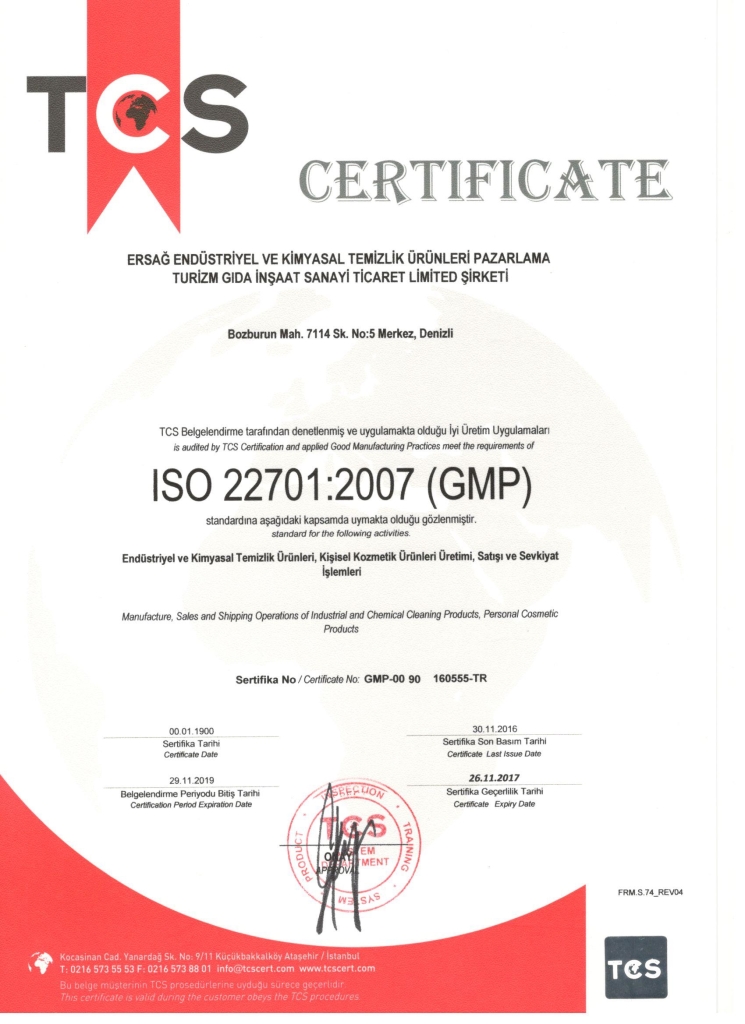 TCS
CERTIFICATE
ERSAĞ ENDÜSTRİYEL VE KİMYASAL TEMİZLİK ÜRÜNLERİ PAZARLAMA
TURİZM GIDA İNŞAAT SANAYİ TİCARET LİMİTED ŞİRKETİ
Bozburun Mah. 7114 Sk. No:5 Merkez, Denizli
TCS Belgelendirme tarafından denetlenmiş ve uygulamakta olduğu İyi Üretim Uygulamaları
is audited by TCS Certification and applied Good Manufacturing Practices meet the requirements of
ISO 22701:2007 (GMP)
standardına aşağıdaki kapsamda uymakta olduğu gözlenmiştir.
standard for the following activities.
Endüstriyel ve Kimyasal Temizlik Ürünleri, Kişisel Kozmetik Ürünleri Üretimi, Satışı ve Sevkiyat
İşlemleri
Manufacture, Sales and Shipping Operations of Industrial and Chemical Cleaning Products, Personal Cosmetic
Products
Sertifika No / Certificate No: GMP-00 90 160555-TR
00.01.1900
Sertifika Tarihi
Certificate Date
30.11.2016
Sertifika Son Basım Tarihi
Certificate Last Issue Date
29.11.2019
Belgelendirme Periyodu Bitiş Tarihi
Certification Period Expiration Date
26.11.2017
Sertifika Geçerlilik Tarihi
Certificate Expiry Date
INSPECTION
TRAINING
SYSTEM
PRODUCT
TCS
SYSTEM
DEPARTMENT
ONAY
APPROVAL
FRM.S.74_REV04
Kocasinan Cad. Yanardağ Sk. No: 9/11 Küçükbakkalköy Ataşehir / İstanbul
T: 0216 573 55 53 F: 0216 573 88 01 info@tcscert.com www.tcscert.com
Bu belge müşterinin TCS prosedürlerine uyduğu sürece geçerlidir.
This certificate is valid during the customer obeys the TCS procedures.
TCS